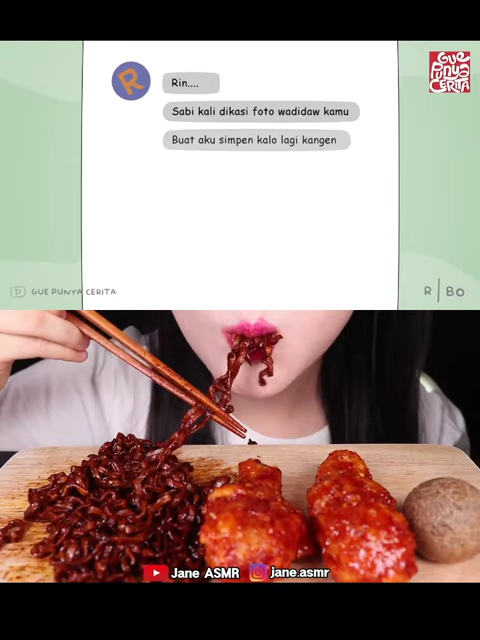 R
Rin....
Sabi kali dikasi foto wadidaw kamu
Buat aku simpen kalo lagi kangen
GUE PUNYA CERITA
GUE PUNYA CERITA
R | BO
Jane ASMR jane.asmr